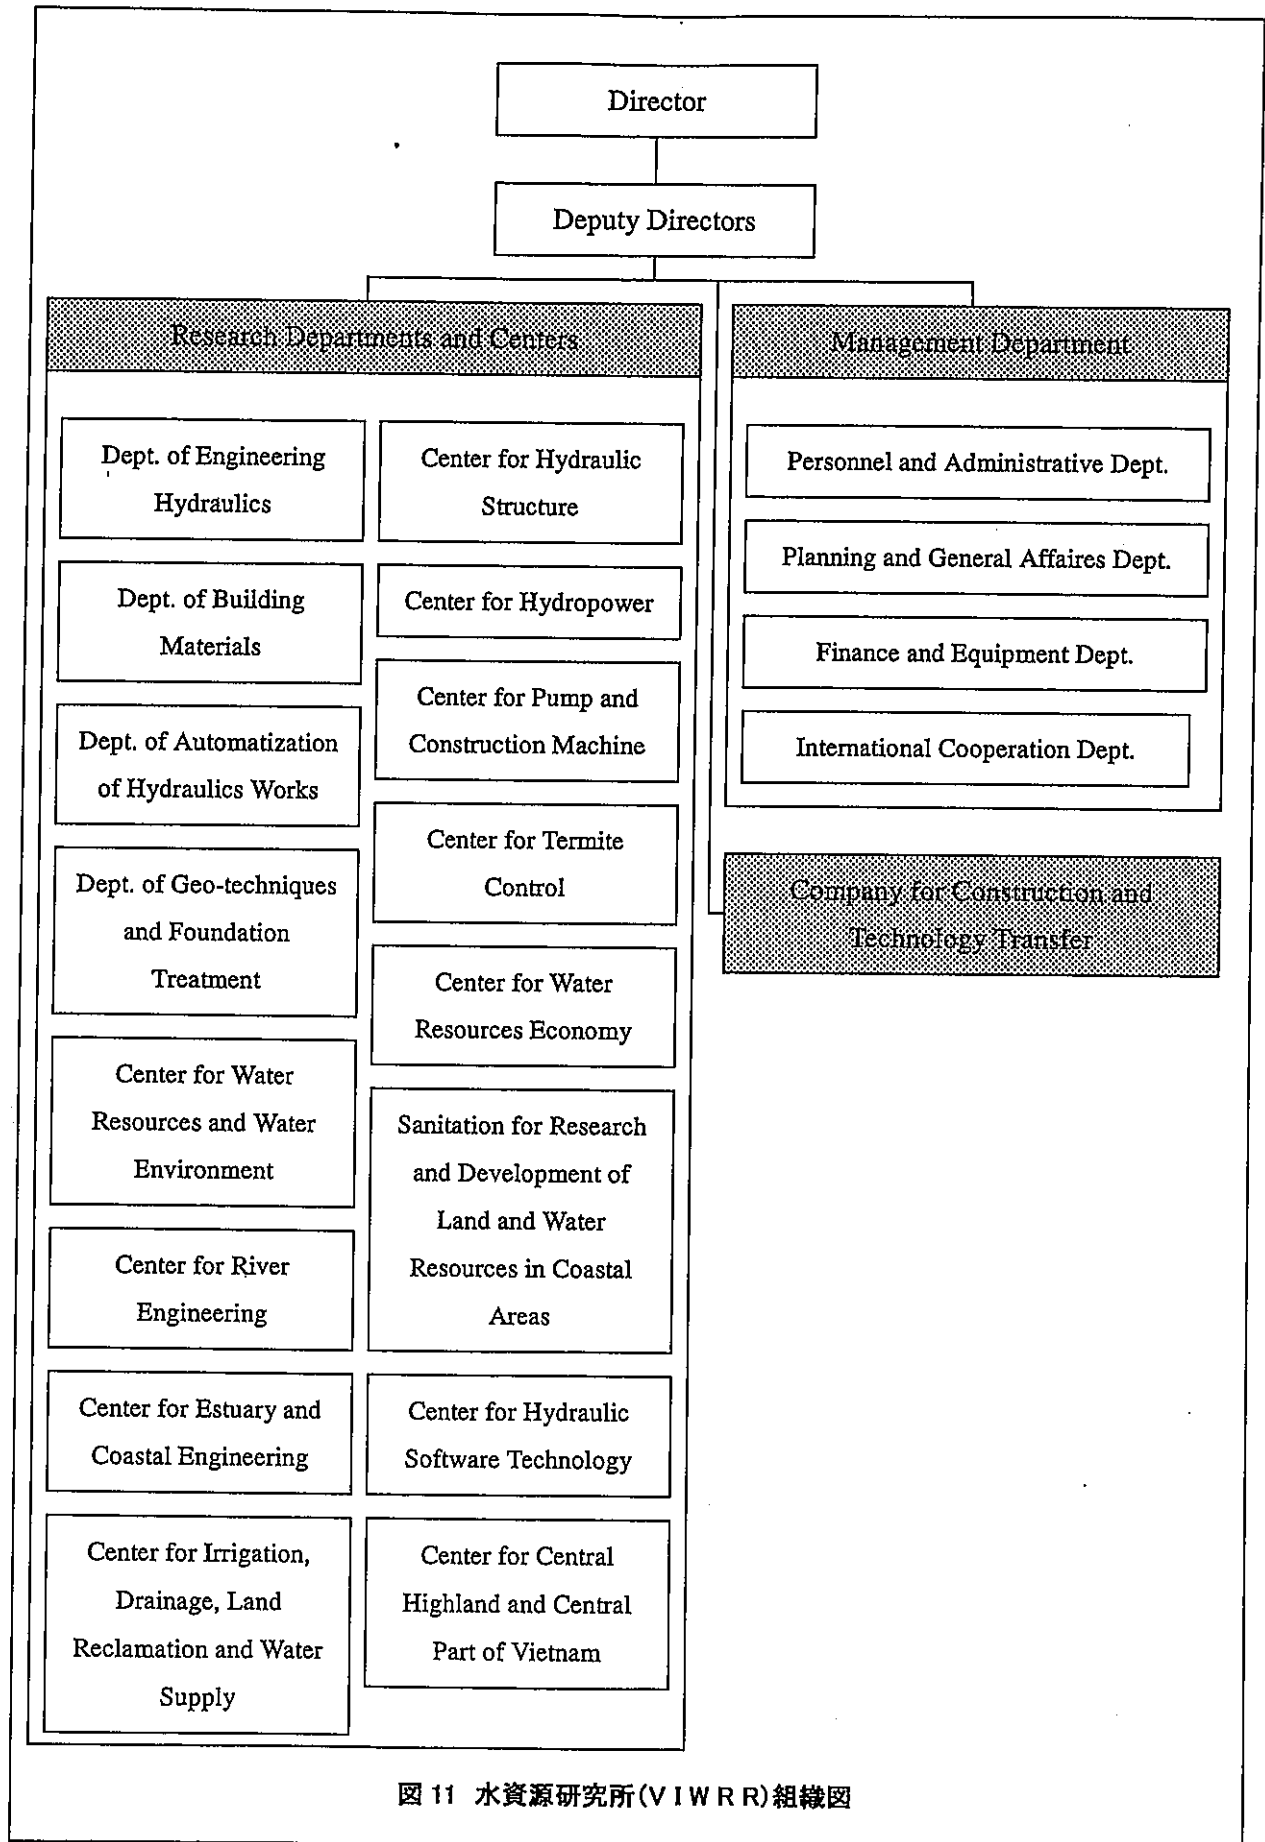 Director
Deputy Directors
Research Departments and Centers
Dept. of Engineering
Hydraulics
Dept. of Building
Materials
Dept. of Automatization
of Hydraulics Works
Dept. of Geo-techniques
and Foundation
Treatment
Center for Water
Resources and Water
Environment
Center for River
Engineering
Center for Estuary and
Coastal Engineering
Center for Irrigation,
Drainage, Land
Reclamation and Water
Supply
Center for Hydraulic
Structure
Center for Hydropower
Center for Pump and
Construction Machine
Center for Termite
Control
Center for Water
Resources Economy
Sanitation for Research
and Development of
Land and Water
Resources in Coastal
Areas
Center for Hydraulic
Software Technology
Center for Central
Highland and Central
Part of Vietnam
Management Department
Personnel and Administrative Dept.
Planning and General Affaires Dept.
Finance and Equipment Dept.
International Cooperation Dept.
Company for Construction and
Technology Transfer
図 11 水資源研究所(V I W R R)組織図